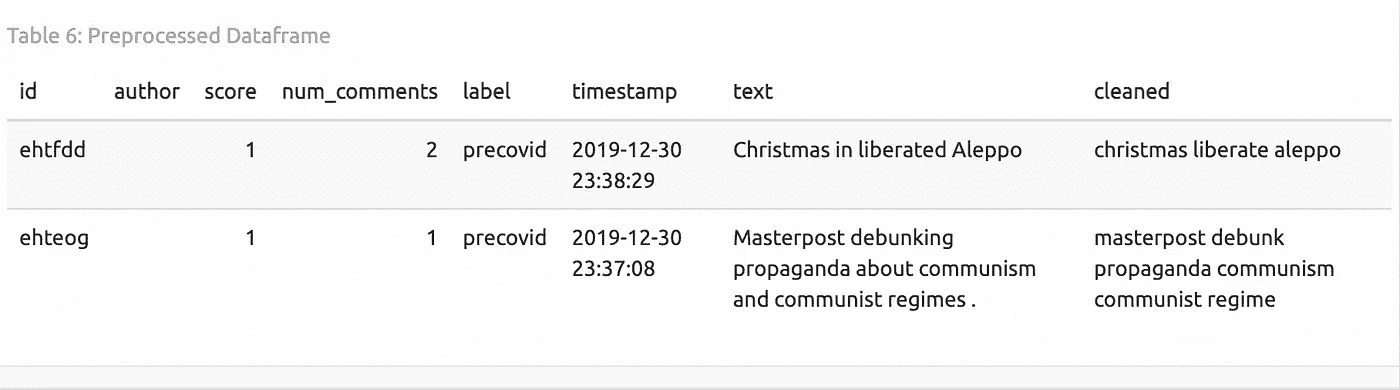 Table 6: Preprocessed Dataframe
id author score num_comments label timestamp text cleaned
ehtfdd 1 2 precovid 2019-12-30 Christmas in liberated Aleppo christmas liberate aleppo
23:38:29
ehteog 1 1 precovid 2019-12-30 Masterpost debunking masterpost debunk
23:37:08 propaganda about communism propaganda communism
and communist regimes . communist regime